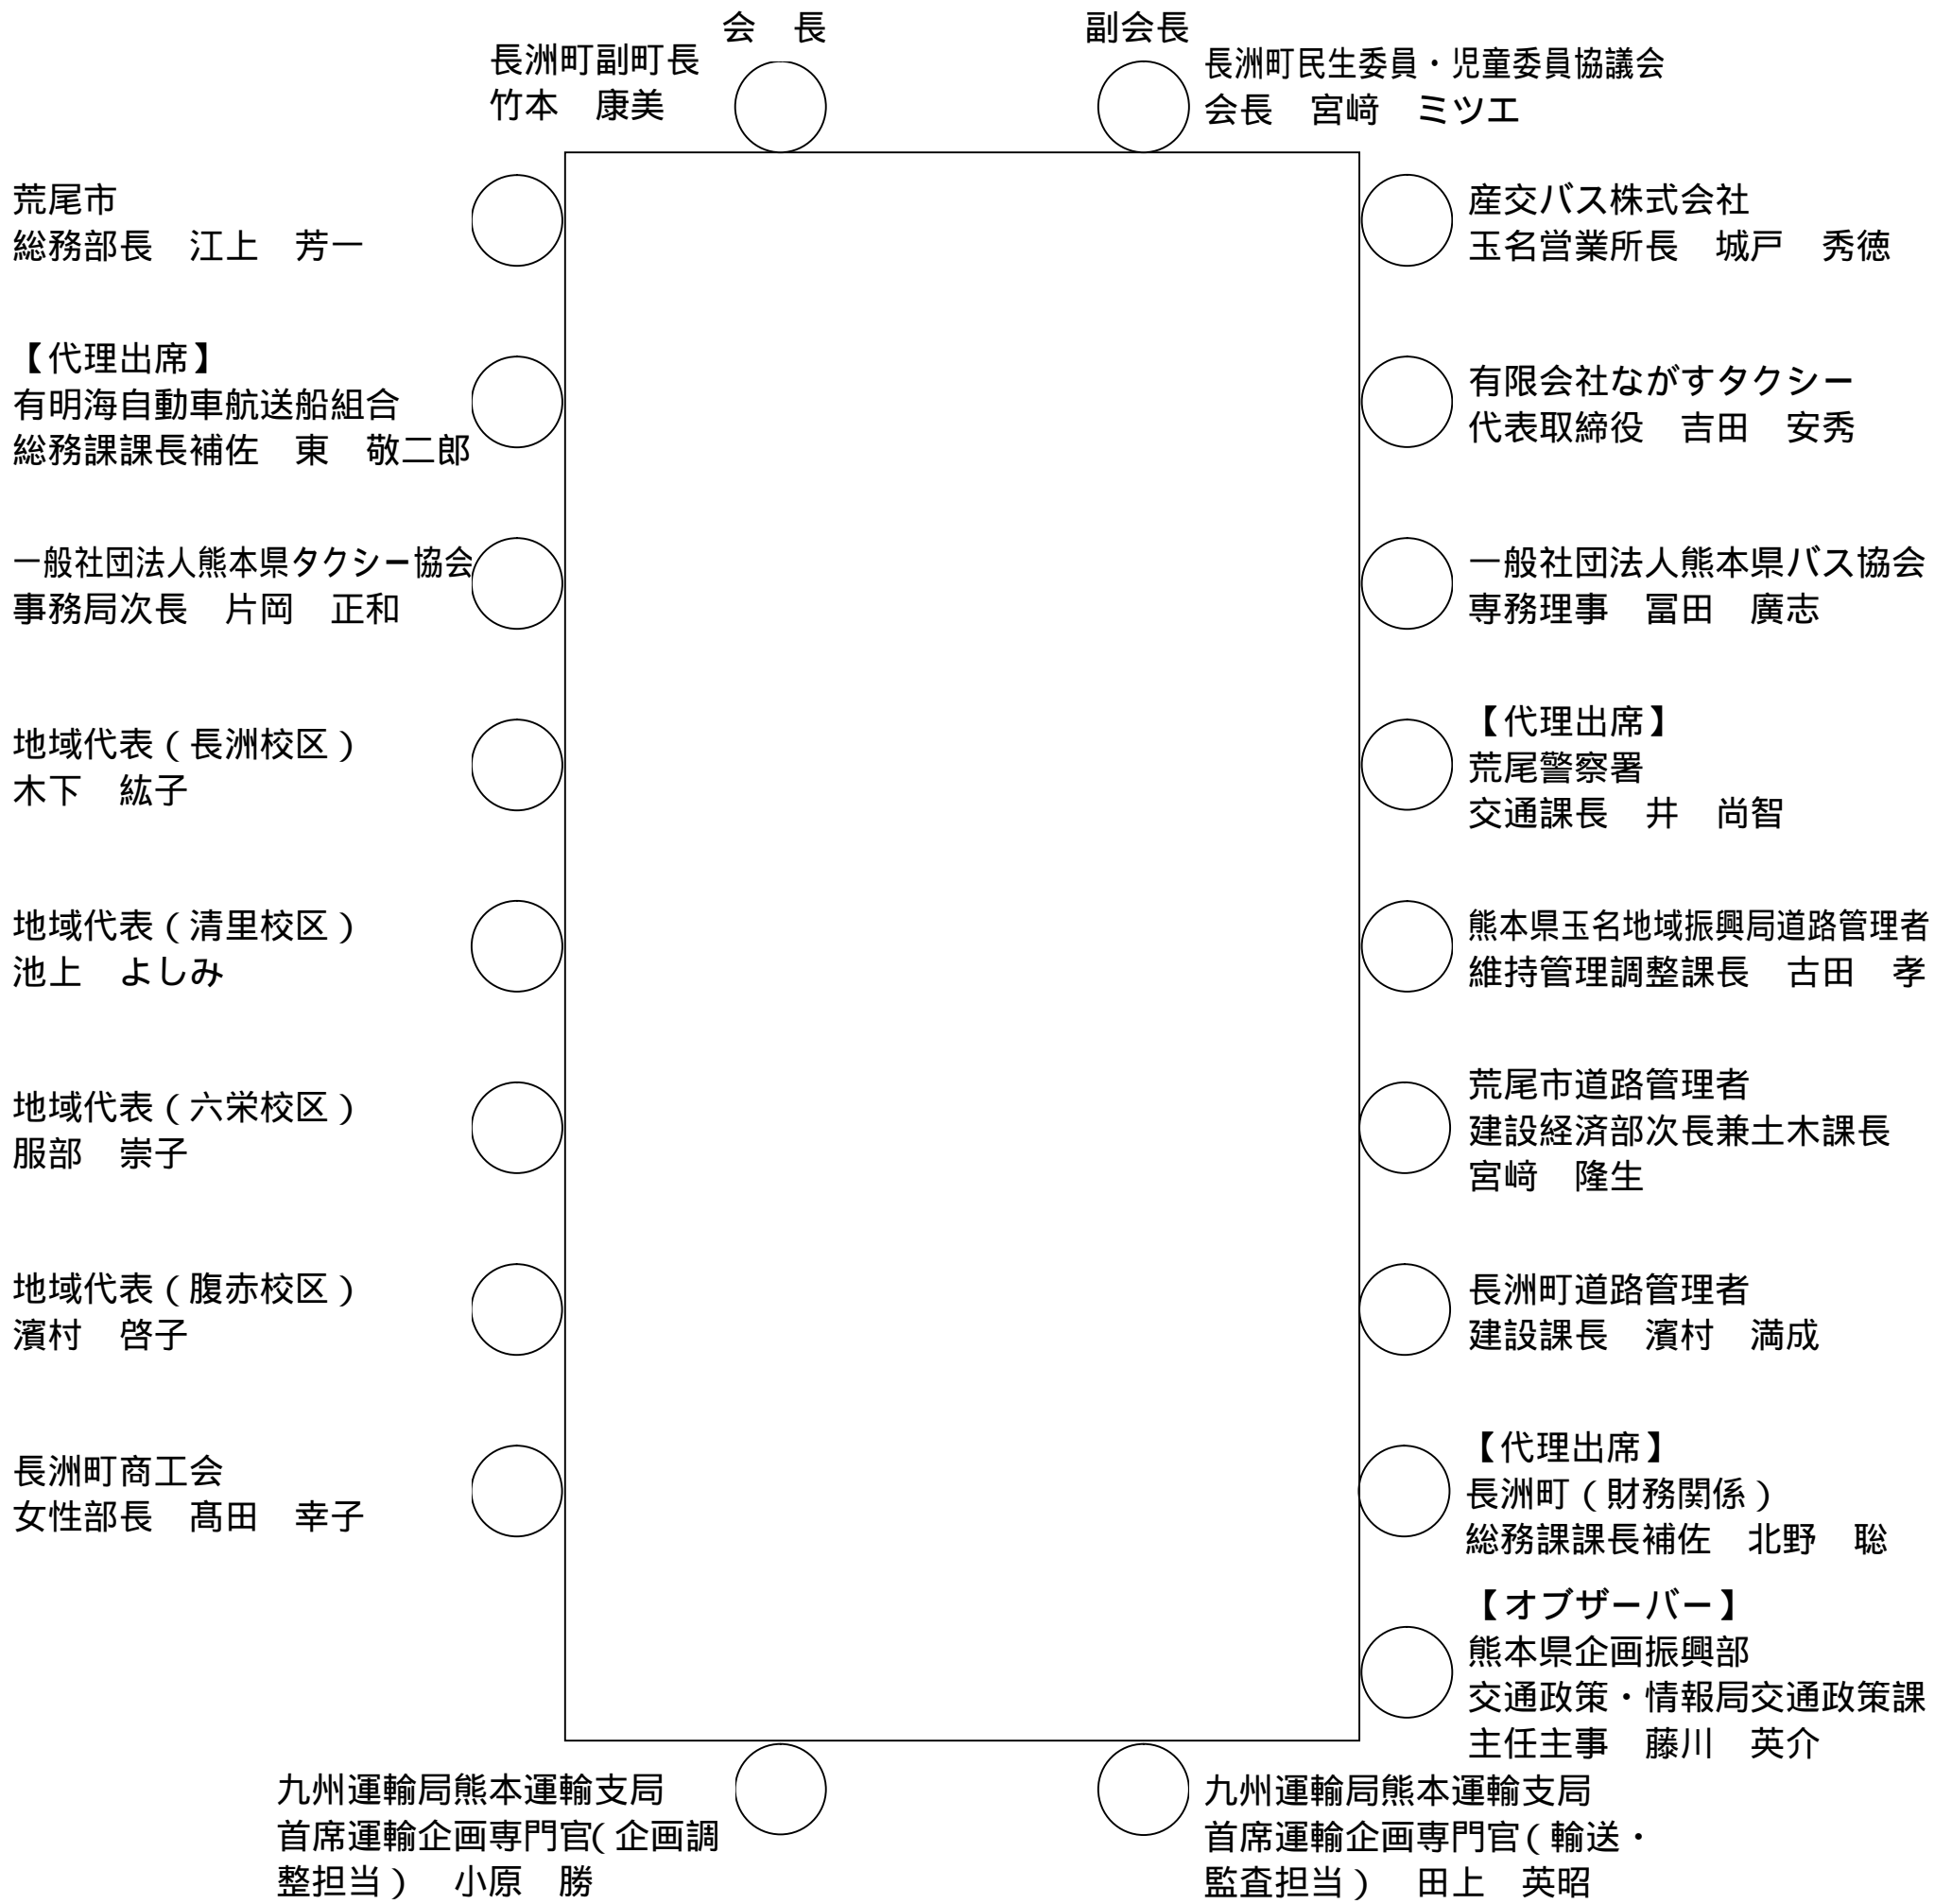 会　長
長洲町副町長
竹本　康美
副会長
長洲町民生委員・児童委員協議会
会長　宮﨑　ミツエ
荒尾市
総務部長　江上　芳一
【代理出席】
有明海自動車航送船組合
総務課課長補佐　東　敬二郎
一般社団法人熊本県タクシー協会
事務局次長　片岡　正和
地域代表（長洲校区）
木下　紘子
地域代表（清里校区）
池上　よしみ
地域代表（六栄校区）
服部　崇子
地域代表（腹赤校区）
濱村　啓子
長洲町商工会
女性部長　髙田　幸子
産交バス株式会社
玉名営業所長　城戸　秀徳
有限会社ながすタクシー
代表取締役　吉田　安秀
一般社団法人熊本県バス協会
専務理事　冨田　廣志
【代理出席】
荒尾警察署
交通課長　井　尚智
熊本県玉名地域振興局道路管理者
維持管理調整課長　古田　孝
荒尾市道路管理者
建設経済部次長兼土木課長
宮﨑　隆生
長洲町道路管理者
建設課長　濱村　満成
【代理出席】
長洲町（財務関係）
総務課課長補佐　北野　聡
【オブザーバー】
熊本県企画振興部
交通政策・情報局交通政策課
主任主事　藤川　英介
九州運輸局熊本運輸支局
首席運輸企画専門官（企画調
整担当）　小原　勝
九州運輸局熊本運輸支局
首席運輸企画専門官（輸送・
監査担当）　田上　英昭